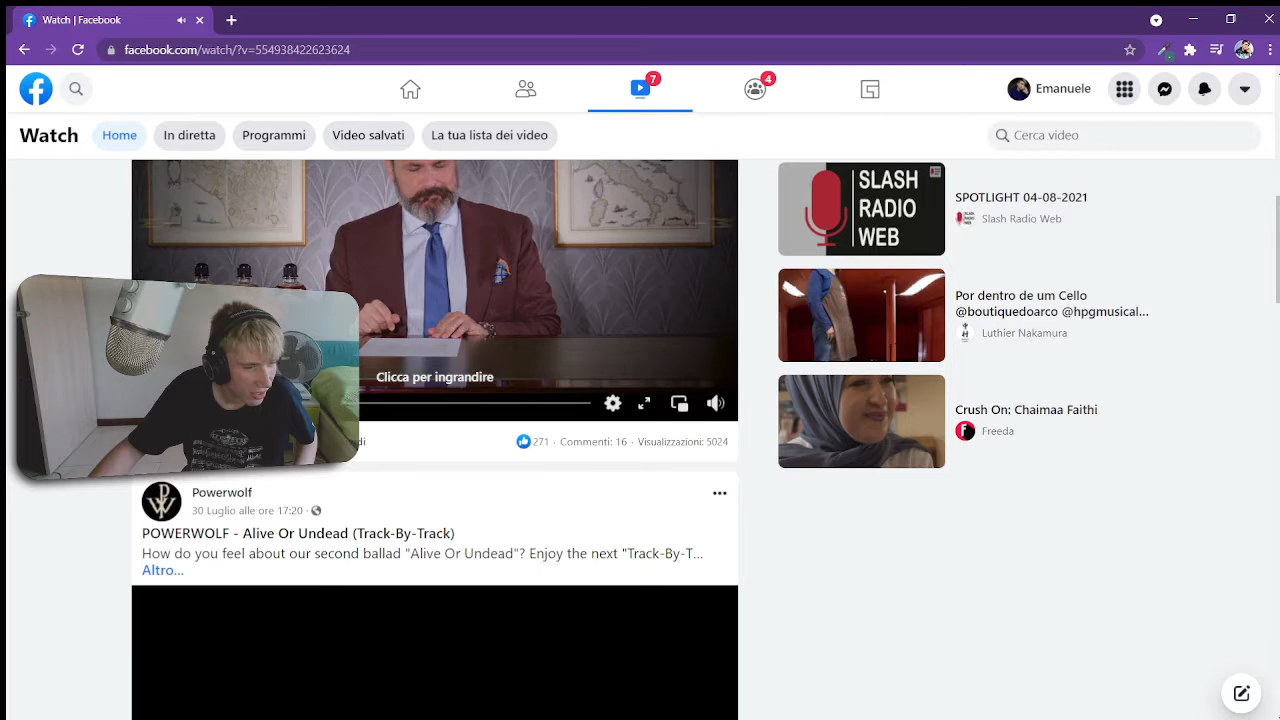 Watch | Facebook
facebook.com/watch/?v=554938422623624
7
4
Emanuele
Watch
Home
In diretta
Programmi
Video salvati
La tua lista dei video
Cerca video
Clicca per ingrandire
di
271 · Commenti: 16 · Visualizzazioni: 5024
SLASH
RADIO
WEB
SPOTLIGHT 04-08-2021
Slash Radio Web
Por dentro de um Cello
@boutiquedoarco @hpgmusical...
Luthier Nakamura
Crush On: Chaimaa Faithi
Freeda
Powerwolf
30 Luglio alle ore 17:20 ·
POWERWOLF - Alive Or Undead (Track-By-Track)
How do you feel about our second ballad "Alive Or Undead"? Enjoy the next "Track-By-T...
Altro...